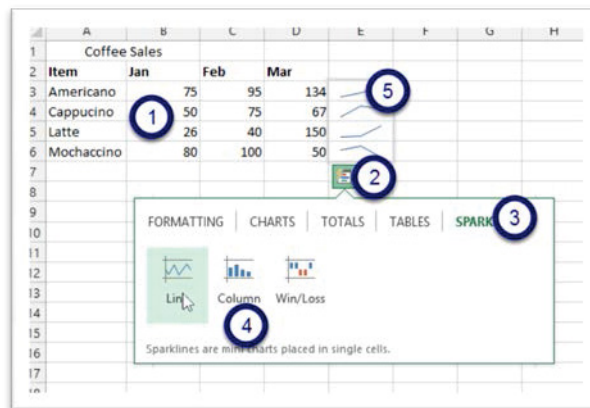 A B C D E F G H
1 Coffee Sales
2 Item Jan Feb Mar
3 Americano 75 95 134 5
4 Cappucino 1 50 75 67
5 Latte 26 40 150
6 Mochaccino 80 100 50
7 2
8
9
FORMATTING CHARTS TOTALS TABLES SPARK 3
10
11
12
13
Lin Column Win/Loss
14
4
15
Sparklines are mini charts placed in single cells.
16
17